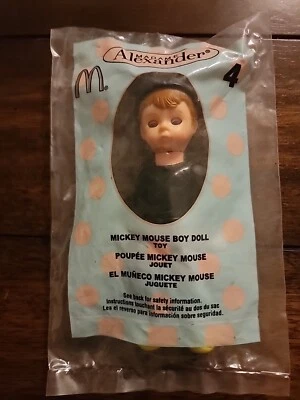 MADAME
Alexander®
M®
4
MICKEY MOUSE BOY DOLL
TOY
POUPÉE MICKEY MOUSE
JOUET
EL MUÑECO MICKEY MOUSE
JUGUETE
See back for safety information.
Instructions touchant la sécurité au dos du sac
Lea el reverso para información sobre seguridad.